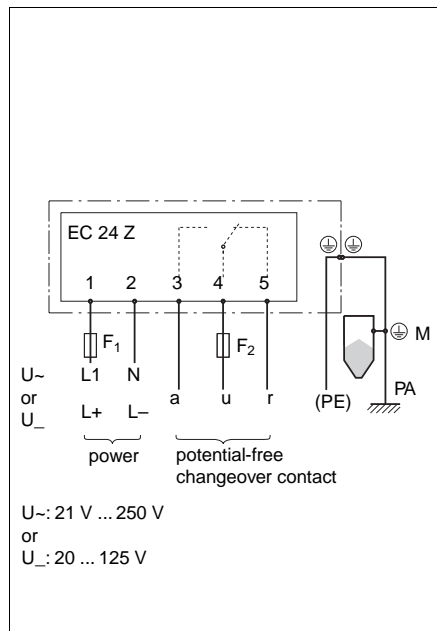 EC 24 Z
1 2 3 4 5
F1 F2
M
U~ L1 N
or a u r (PE) PA
U_ L+ L–
power potential-free
changeover contact
U~: 21 V ... 250 V
or
U_: 20 ... 125 V